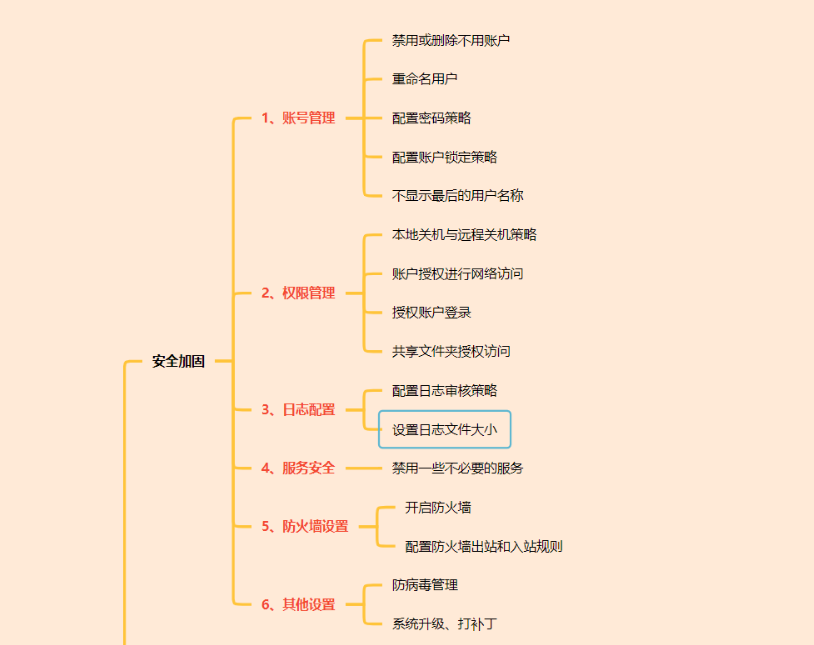 安全加固
1、账号管理
禁用或删除不用账户
重命名用户
配置密码策略
配置账户锁定策略
不显示最后的用户名称
2、权限管理
本地关机与远程关机策略
账户授权进行网络访问
授权账户登录
共享文件夹授权访问
3、日志配置
配置日志审核策略
设置日志文件大小
4、服务安全
禁用一些不必要的服务
5、防火墙设置
开启防火墙
配置防火墙出站和入站规则
6、其他设置
防病毒管理
系统升级、打补丁